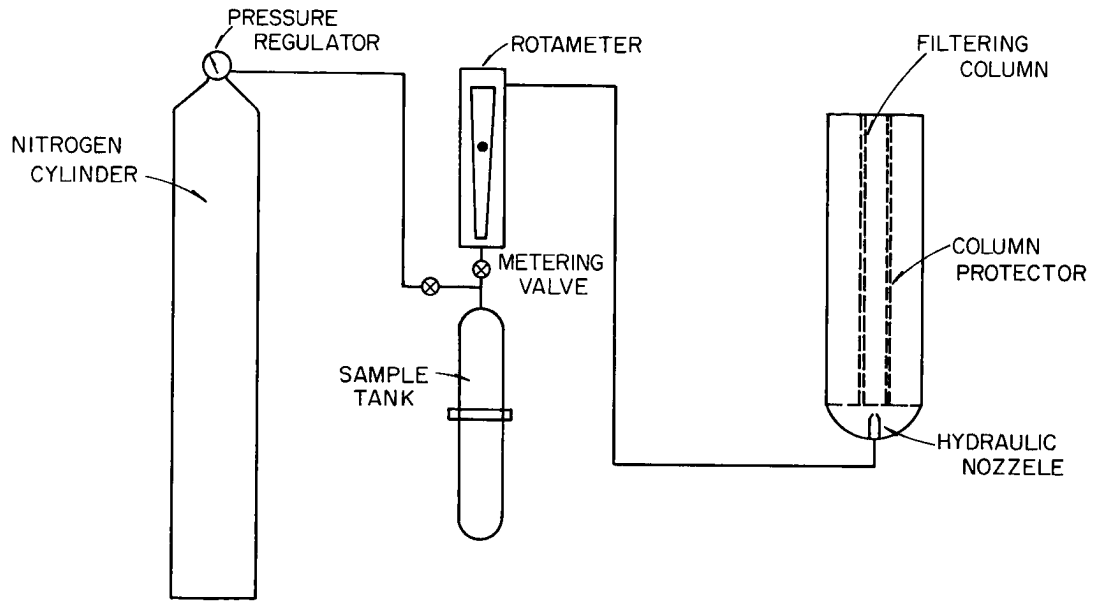 PRESSURE
REGULATOR
NITROGEN
CYLINDER
ROTAMETER
METERING
VALVE
SAMPLE
TANK
FILTERING
COLUMN
COLUMN
PROTECTOR
HYDRAULIC
NOZZELE